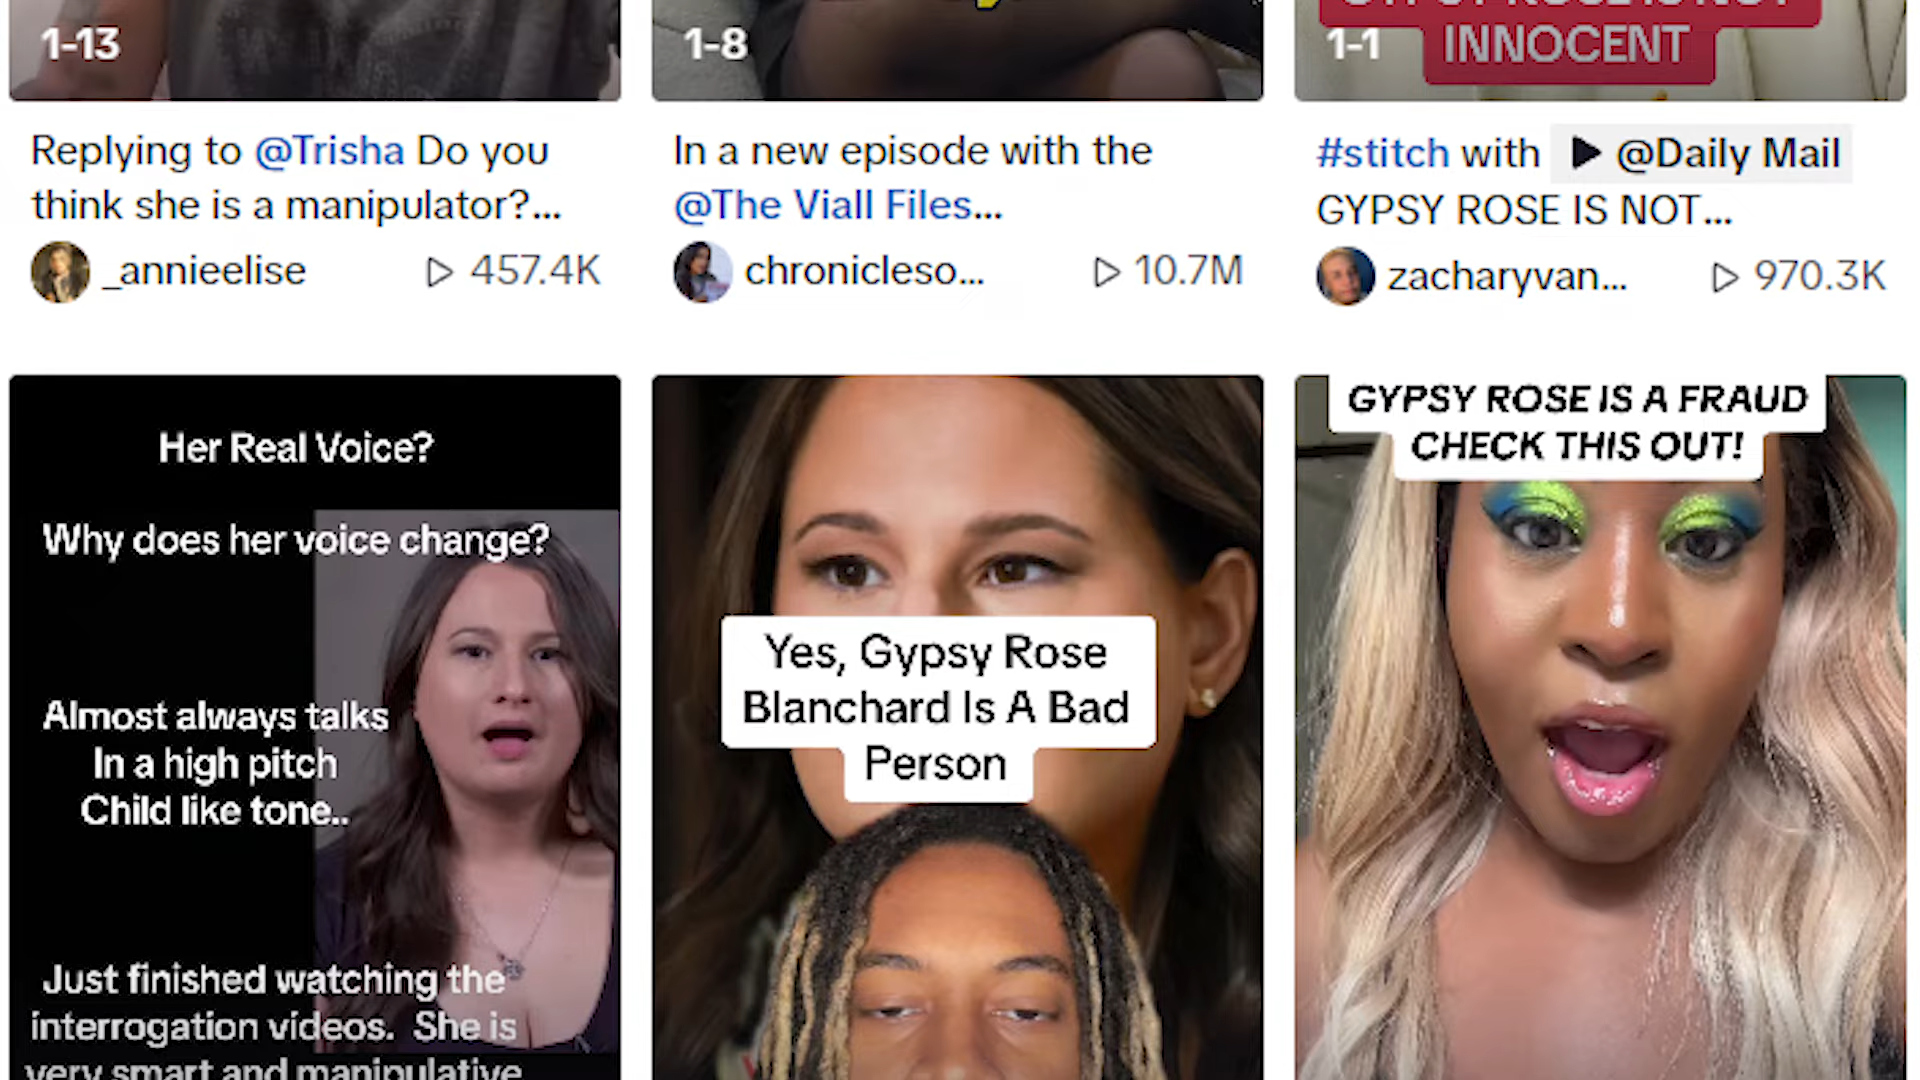 1-13
1-8
INNOCENT
1-1
Replying to @Trisha Do you
think she is a manipulator?...
_annieelise 457.4K
In a new episode with the
@The Viall Files...
chronicleso... 10.7M
#stitch with @Daily Mail
GYPSY ROSE IS NOT...
zacharyvan... 970.3K
Her Real Voice?
Why does her voice change?
Almost always talks
In a high pitch
Child like tone..
Just finished watching the
interrogation videos. She is
very smart and manipulative
Yes, Gypsy Rose
Blanchard Is A Bad
Person
GYPSY ROSE IS A FRAUD
CHECK THIS OUT!